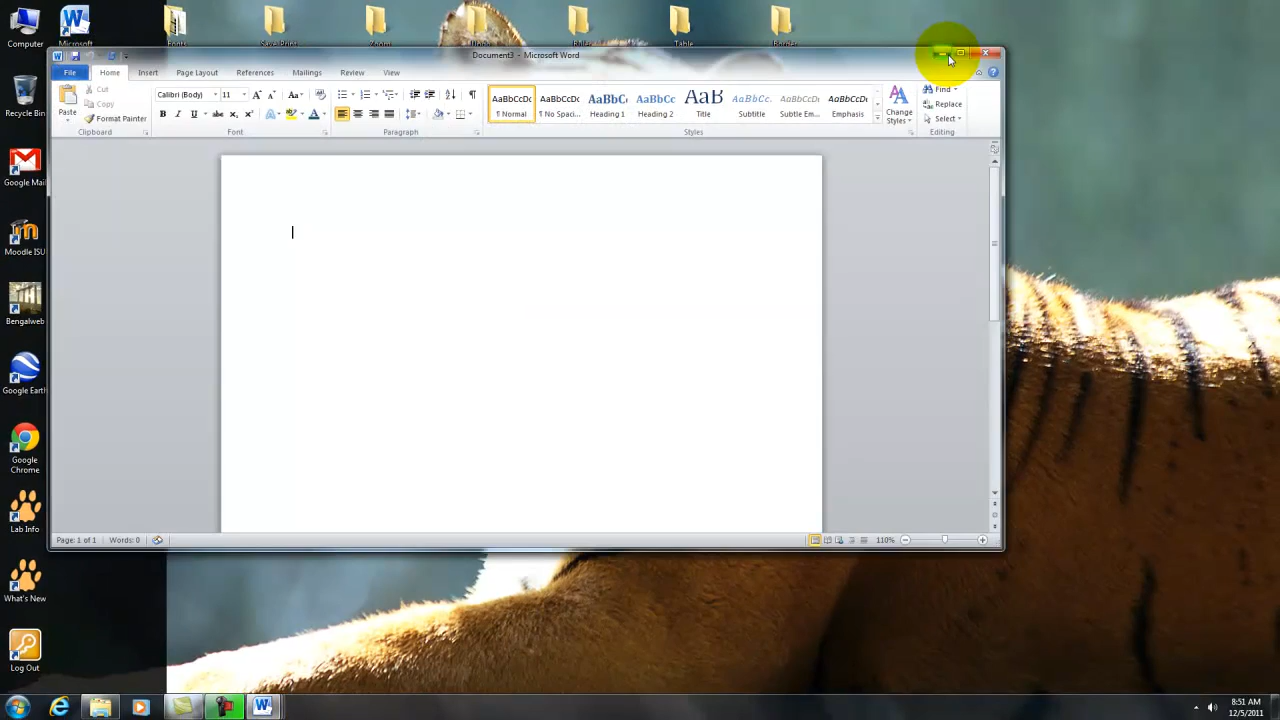 Computer
Microsoft
Fonts
Zoom
Table
Border
Document3 - Microsoft Word
File Home Insert Page Layout References Mailings Review View
Paste
Cut
Copy
Format Painter
Clipboard
Calibri (Body) 11
Font
Paragraph
AaBbCcDc AaBbCcDc AaBbC AaBbCc AaB AaBbCc. AaBbCcDc AaBbCcDc
¶ Normal ¶ No Spaci... Heading 1 Heading 2 Title Subtitle Subtle Em... Emphasis
Styles
Change
Styles
Find
Replace
Select
Editing
Recycle Bin
Google Mail
Moodle ISU
Bengalweb
Google Earth
Google
Chrome
Lab Info
What's New
Log Out
Page: 1 of 1 Words: 0
110%
8:51 AM
12/5/2011